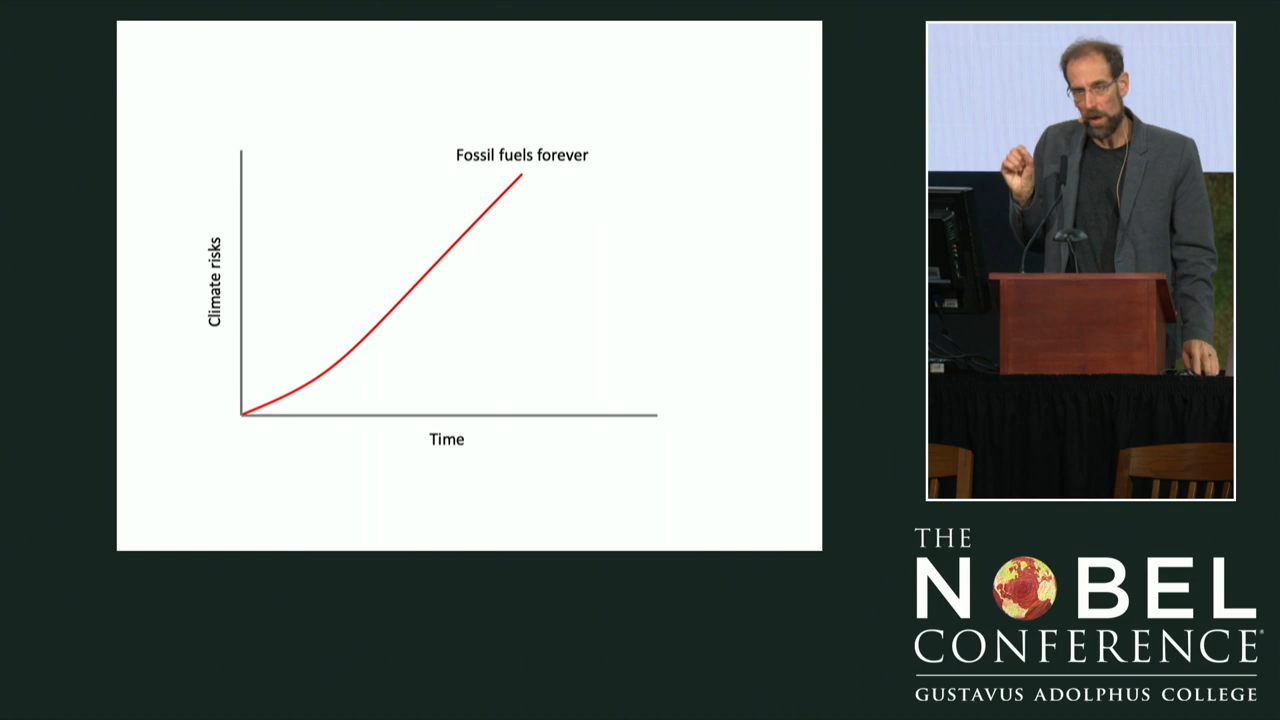 Fossil fuels forever
Climate risks
Time
THE
NOBEL
CONFERENCE®
GUSTAVUS ADOLPHUS COLLEGE